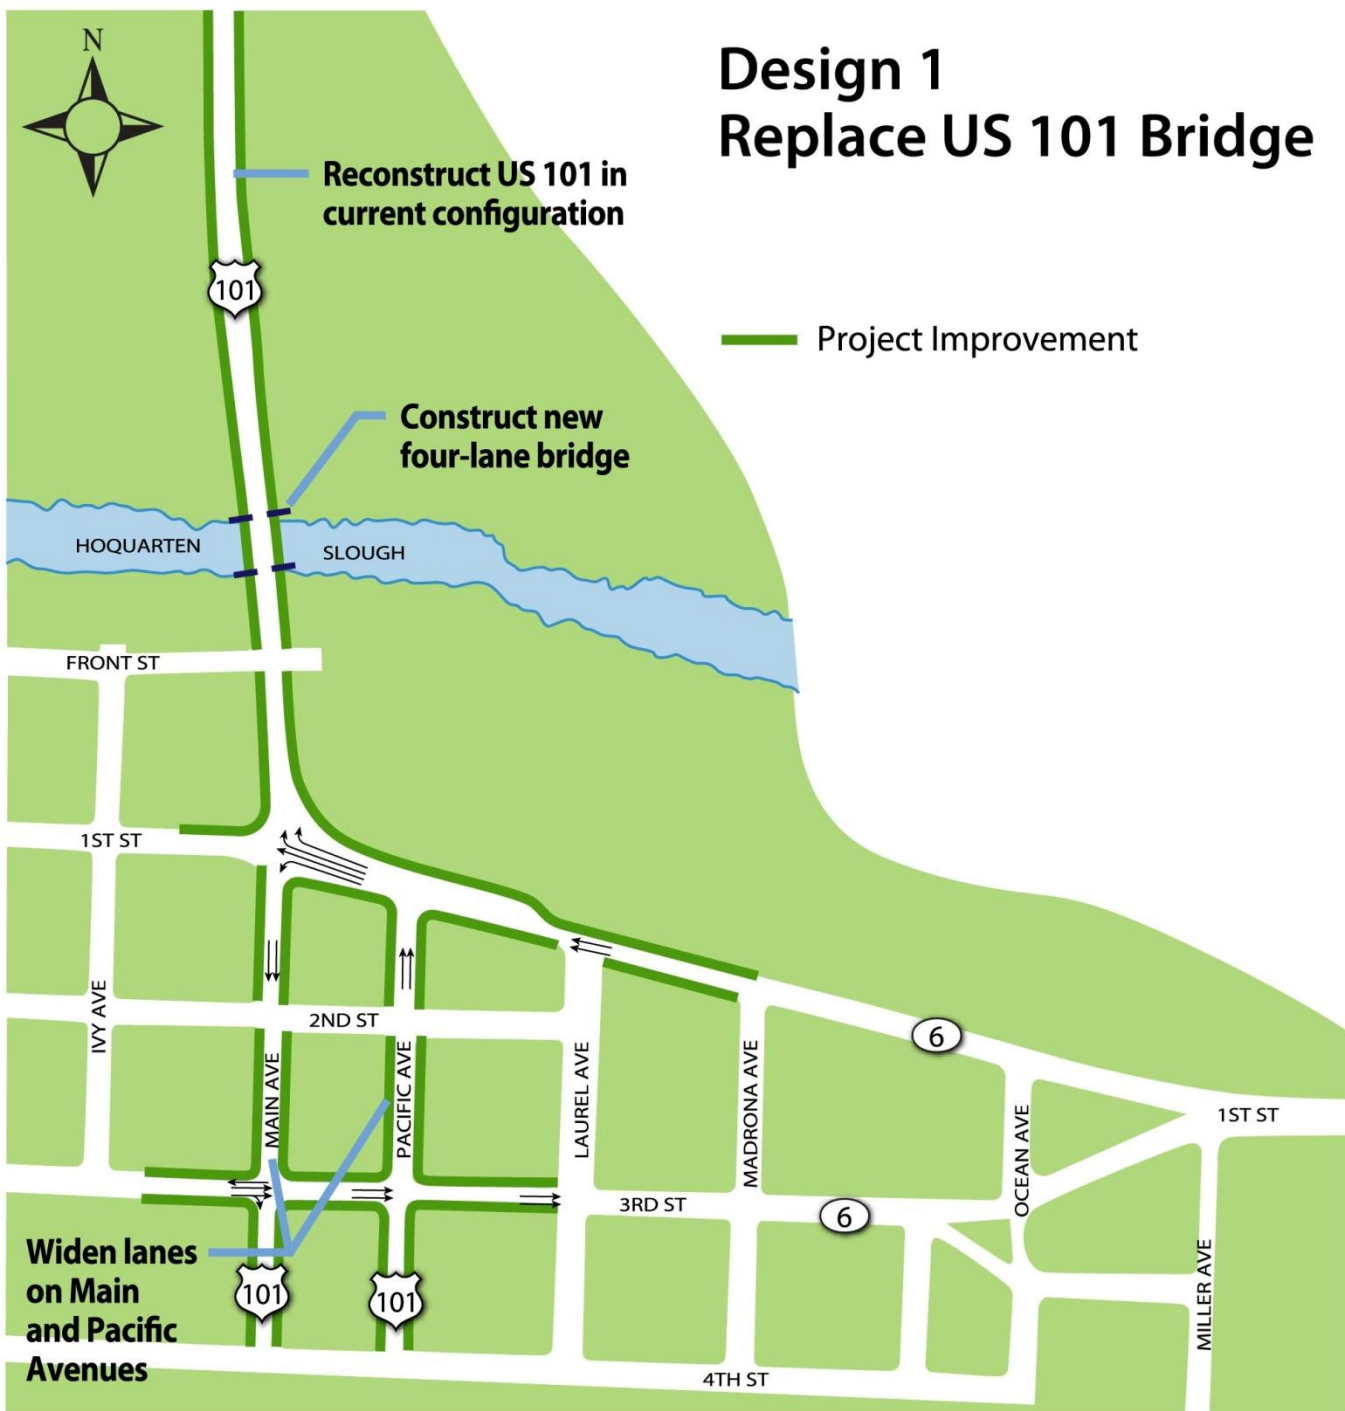 N
Design 1
Replace US 101 Bridge
Reconstruct US 101 in
current configuration
101
Project Improvement
Construct new
four-lane bridge
HOQUARTEN
SLOUGH
FRONT ST
1ST ST
IVY AVE
2ND ST
MAIN AVE
PACIFIC AVE
LAUREL AVE
MADRONA AVE
6
OCEAN AVE
1ST ST
3RD ST
6
MILLER AVE
Widen lanes
on Main
and Pacific
Avenues
101
101
4TH ST